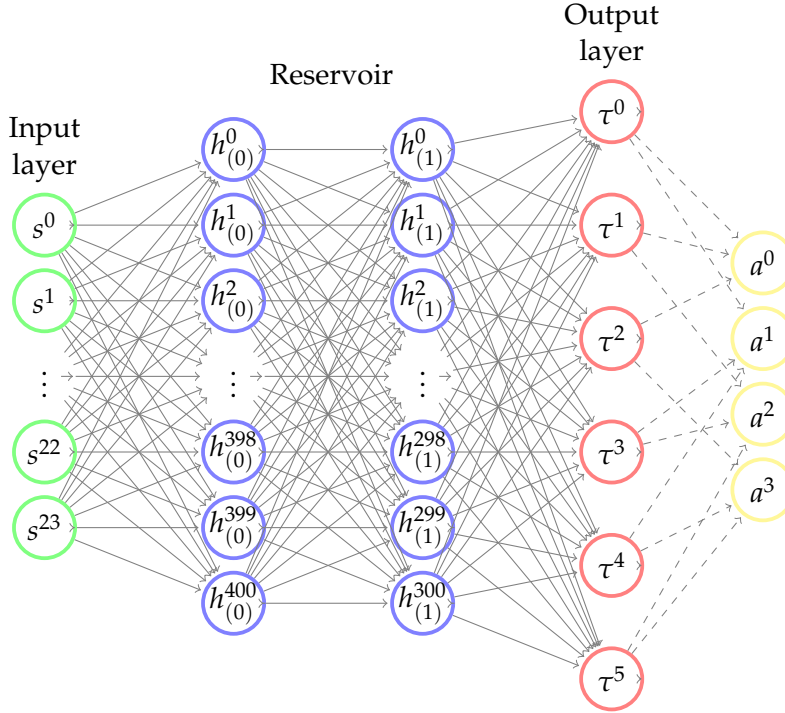 Output
layer
Reservoir
Input
layer
s^0
s^1
⋮
s^22
s^23
h^0_(0)
h^1_(0)
h^2_(0)
⋮
h^398_(0)
h^399_(0)
h^400_(0)
h^0_(1)
h^1_(1)
h^2_(1)
⋮
h^298_(1)
h^299_(1)
h^300_(1)
τ^0
τ^1
τ^2
τ^3
τ^4
τ^5
a^0
a^1
a^2
a^3